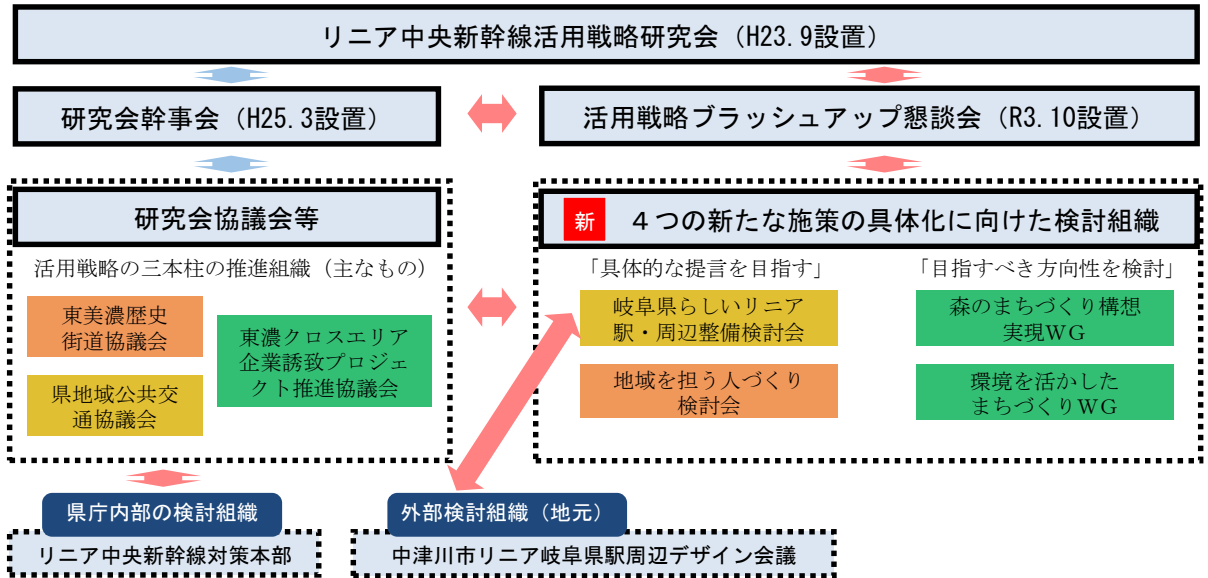 リニア中央新幹線活用戦略研究会（H23.9設置）
研究会幹事会（H25.3設置）
活用戦略ブラッシュアップ懇談会（R3.10設置）
研究会協議会等
活用戦略の三本柱の推進組織（主なもの）
東美濃歴史
街道協議会
県地域公共交
通協議会
東濃クロスエリア
企業誘致プロジェ
クト推進協議会
新 ４つの新たな施策の具体化に向けた検討組織
「具体的な提言を目指す」
岐阜県らしいリニア
駅・周辺整備検討会
地域を担う人づくり
検討会
「目指すべき方向性を検討」
森のまちづくり構想
実現WG
環境を活かした
まちづくりWG
県庁内部の検討組織
リニア中央新幹線対策本部
外部検討組織（地元）
中津川市リニア岐阜県駅周辺デザイン会議